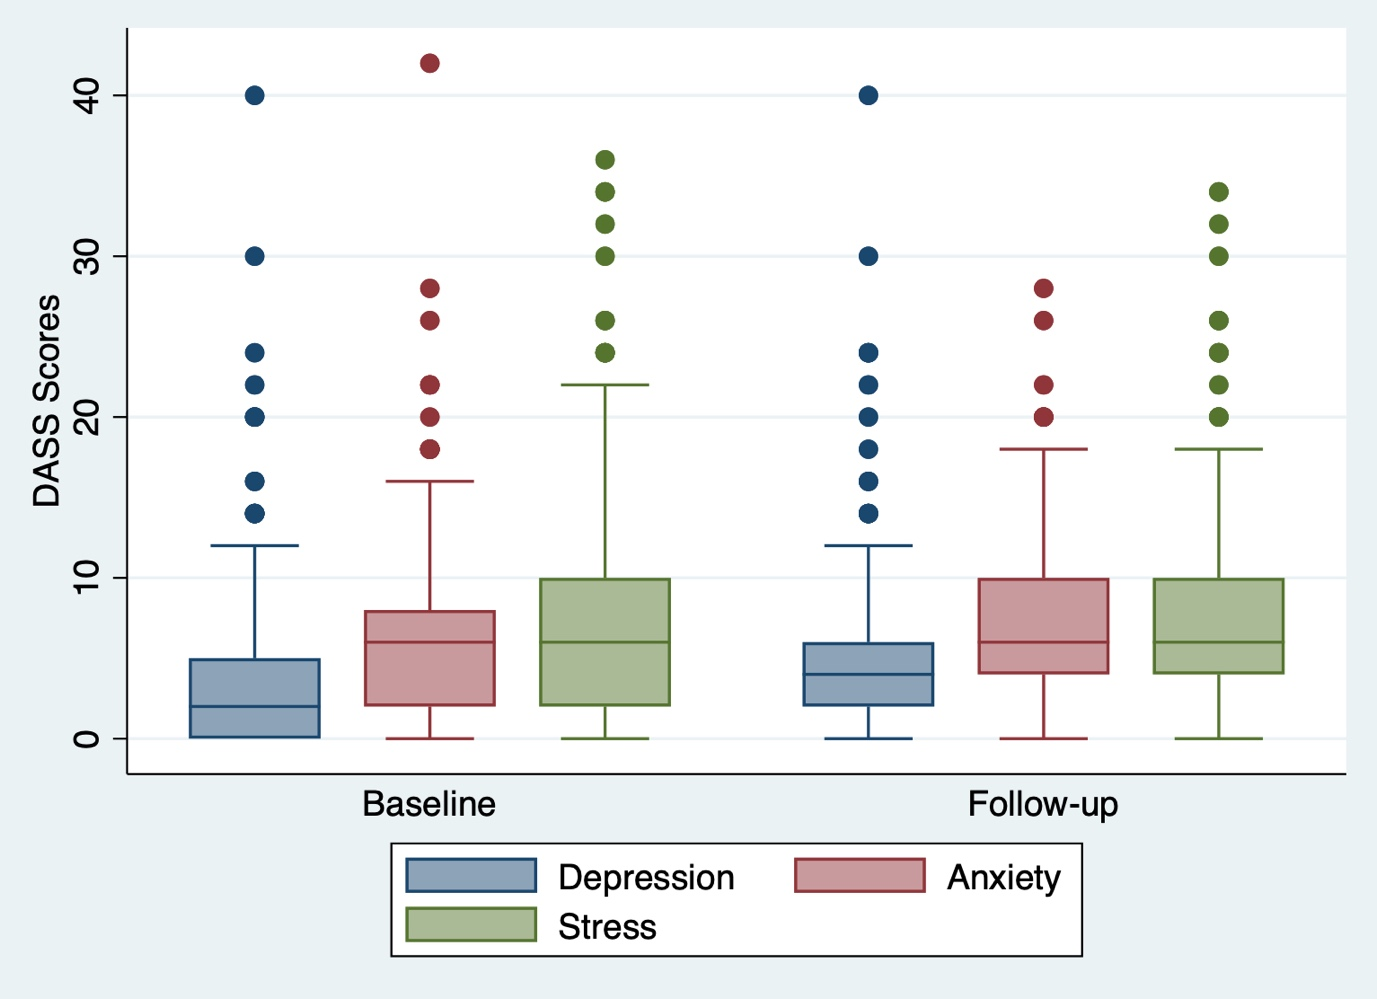 DASS Scores
40
30
20
10
0
Baseline Follow-up
Depression Anxiety
Stress